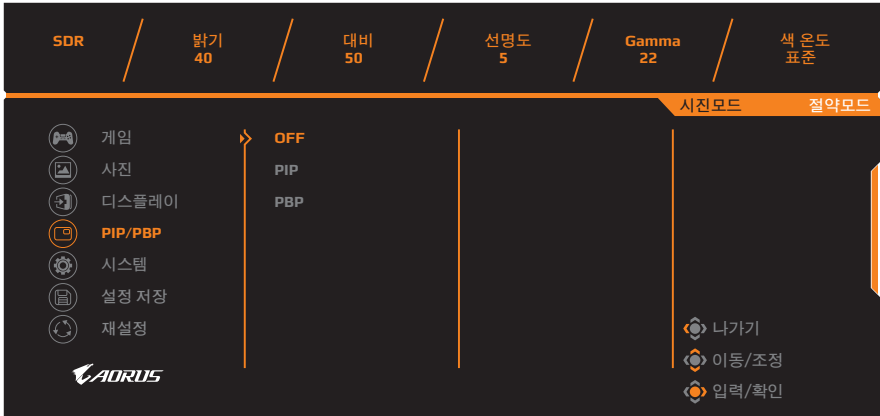 SDR 밝기 대비 선명도 Gamma 색 온도
40 50 5 22 표준
시진모드 절약모드
게임 OFF
사진 PIP
디스플레이 PBP
PIP/PBP
시스템
설정 저장
재설정
나가기
이동/조정
입력/확인
AORUS